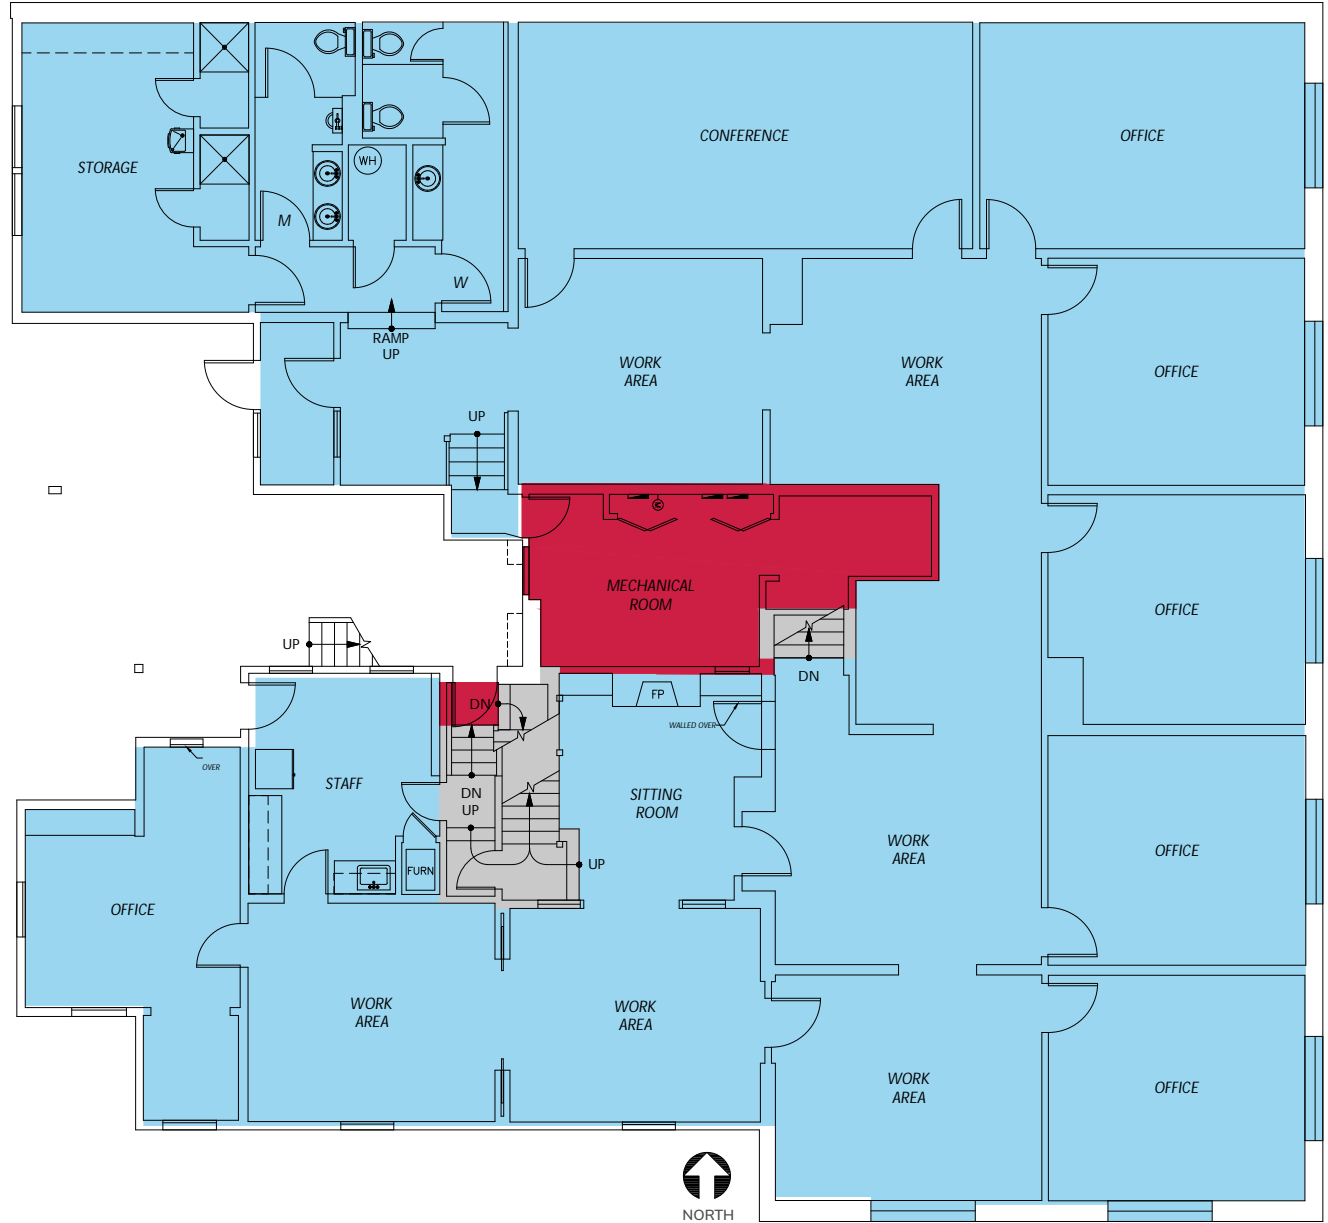 CONFERENCE
OFFICE
STORAGE
WH
M
W
RAMP
UP
WORK
AREA
WORK
AREA
OFFICE
UP
MECHANICAL
ROOM
OFFICE
UP
DN
DN
FP
WALLED OVER
OVER
STAFF
DN
UP
SITTING
ROOM
WORK
AREA
OFFICE
UP
FURN
OFFICE
WORK
AREA
WORK
AREA
WORK
AREA
OFFICE
NORTH